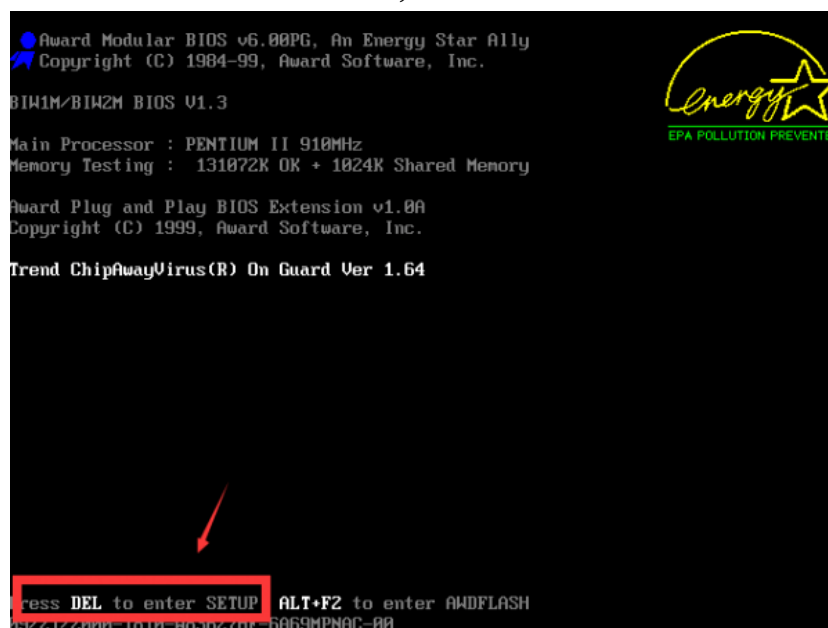 Award Modular BIOS v6.00PG, An Energy Star Ally
Copyright (C) 1984-99, Award Software, Inc.
energy
EPA POLLUTION PREVENTE
BIW1M/BIW2M BIOS V1.3
Main Processor : PENTIUM II 910MHz
Memory Testing : 131072K OK + 1024K Shared Memory
Award Plug and Play BIOS Extension v1.0A
Copyright (C) 1999, Award Software, Inc.
Trend ChipAwayVirus(R) On Guard Ver 1.64
ress DEL to enter SETUP ALT+F2 to enter AWDFLASH